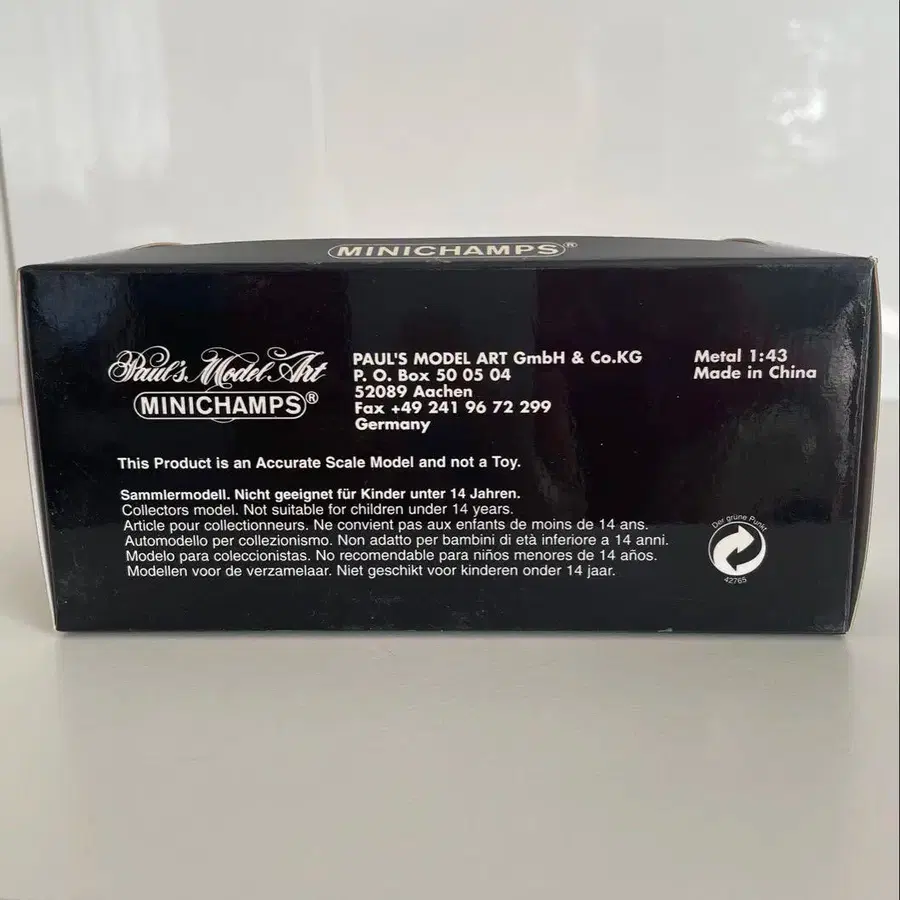 MINICHAMPS®
Paul's Model Art
MINICHAMPS®
PAUL'S MODEL ART GmbH & Co.KG
P. O. Box 50 05 04
52089 Aachen
Fax +49 241 96 72 299
Germany
Metal 1:43
Made in China
This Product is an Accurate Scale Model and not a Toy.
Sammlermodell. Nicht geeignet für Kinder unter 14 Jahren.
Collectors model. Not suitable for children under 14 years.
Article pour collectionneurs. Ne convient pas aux enfants de moins de 14 ans.
Automodello per collezionismo. Non adatto per bambini di età inferiore a 14 anni.
Modelo para coleccionistas. No recomendable para niños menores de 14 años.
Modellen voor de verzamelaar. Niet geschikt voor kinderen onder 14 jaar.
Der grüne Punkt
42765